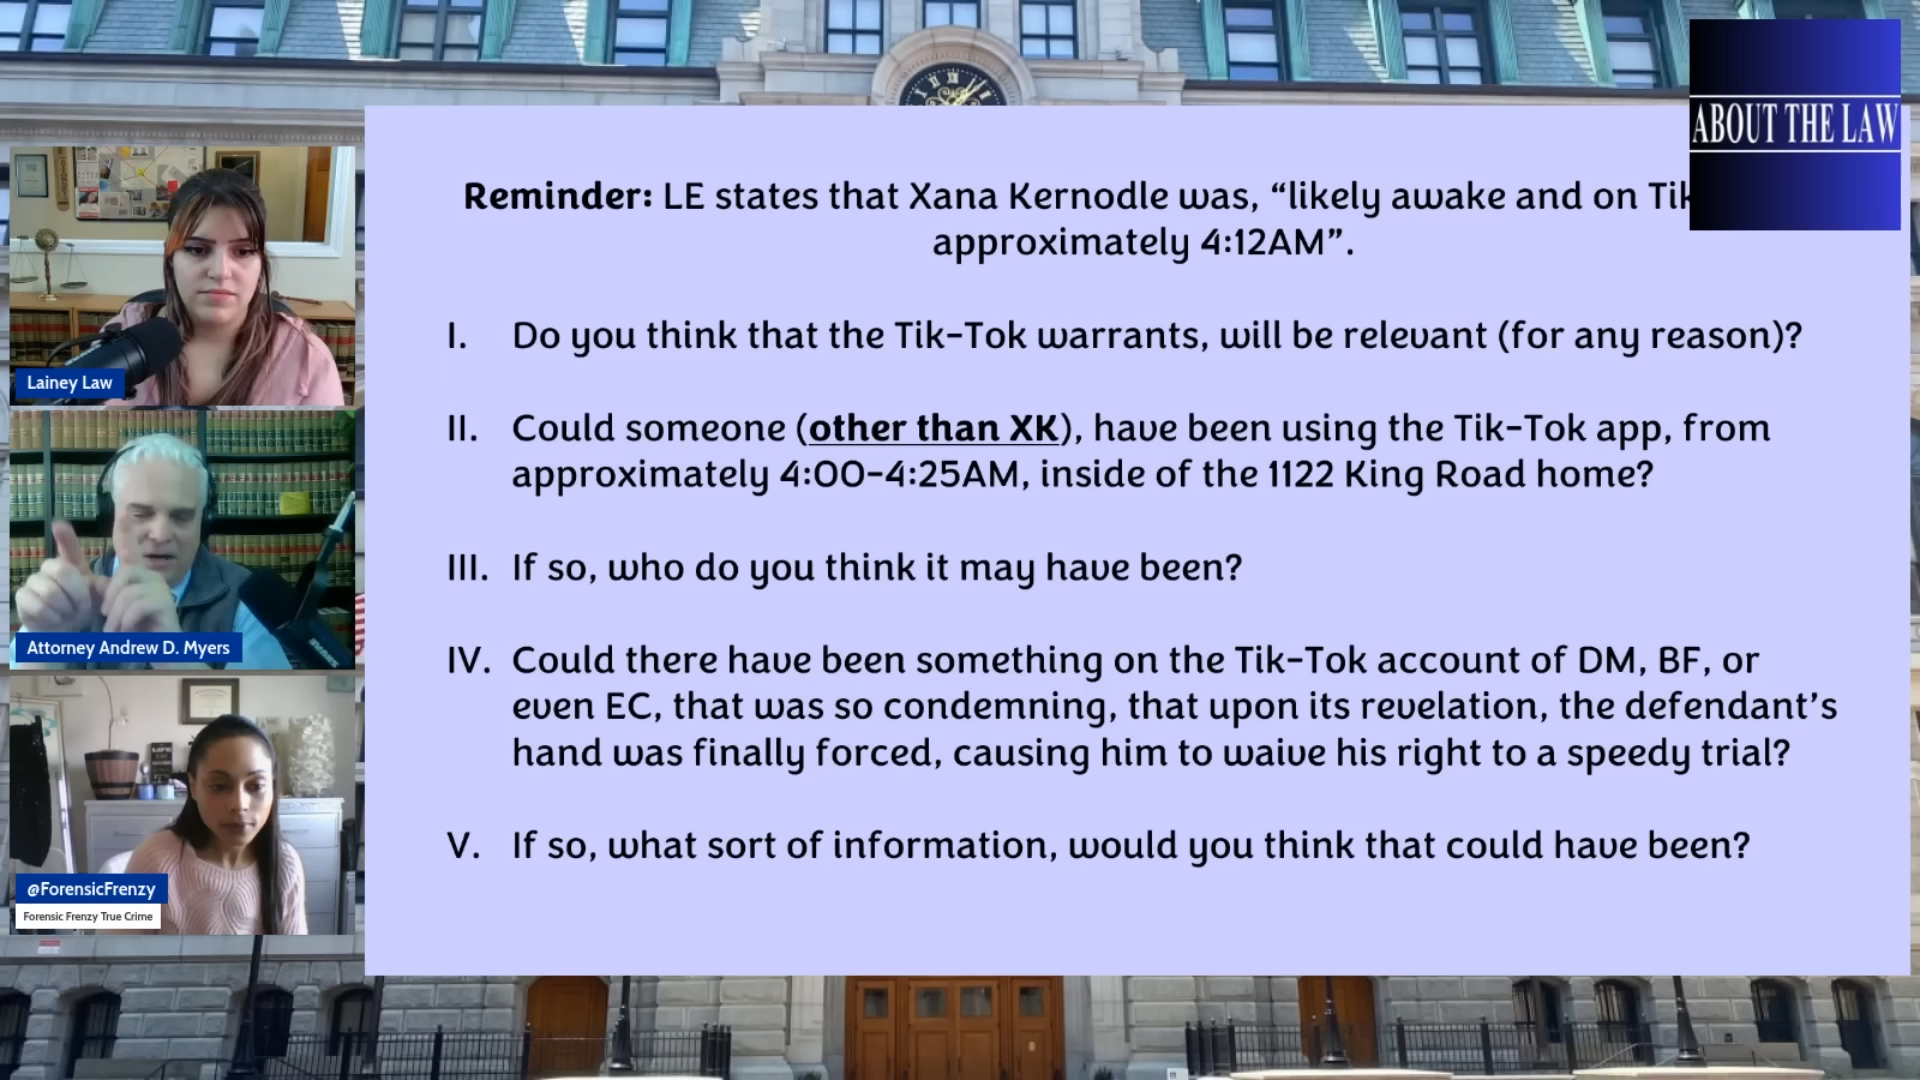 ABOUT THE LAW
Reminder: LE states that Xana Kernodle was, “likely awake and on Tik
approximately 4:12AM”.
I. Do you think that the Tik-Tok warrants, will be relevant (for any reason)?
II. Could someone (other than XK), have been using the Tik-Tok app, from
approximately 4:00-4:25AM, inside of the 1122 King Road home?
III. If so, who do you think it may have been?
IV. Could there have been something on the Tik-Tok account of DM, BF, or
even EC, that was so condemning, that upon its revelation, the defendant’s
hand was finally forced, causing him to waive his right to a speedy trial?
V. If so, what sort of information, would you think that could have been?
Lainey Law
Attorney Andrew D. Myers
@ForensicFrenzy
Forensic Frenzy True Crime